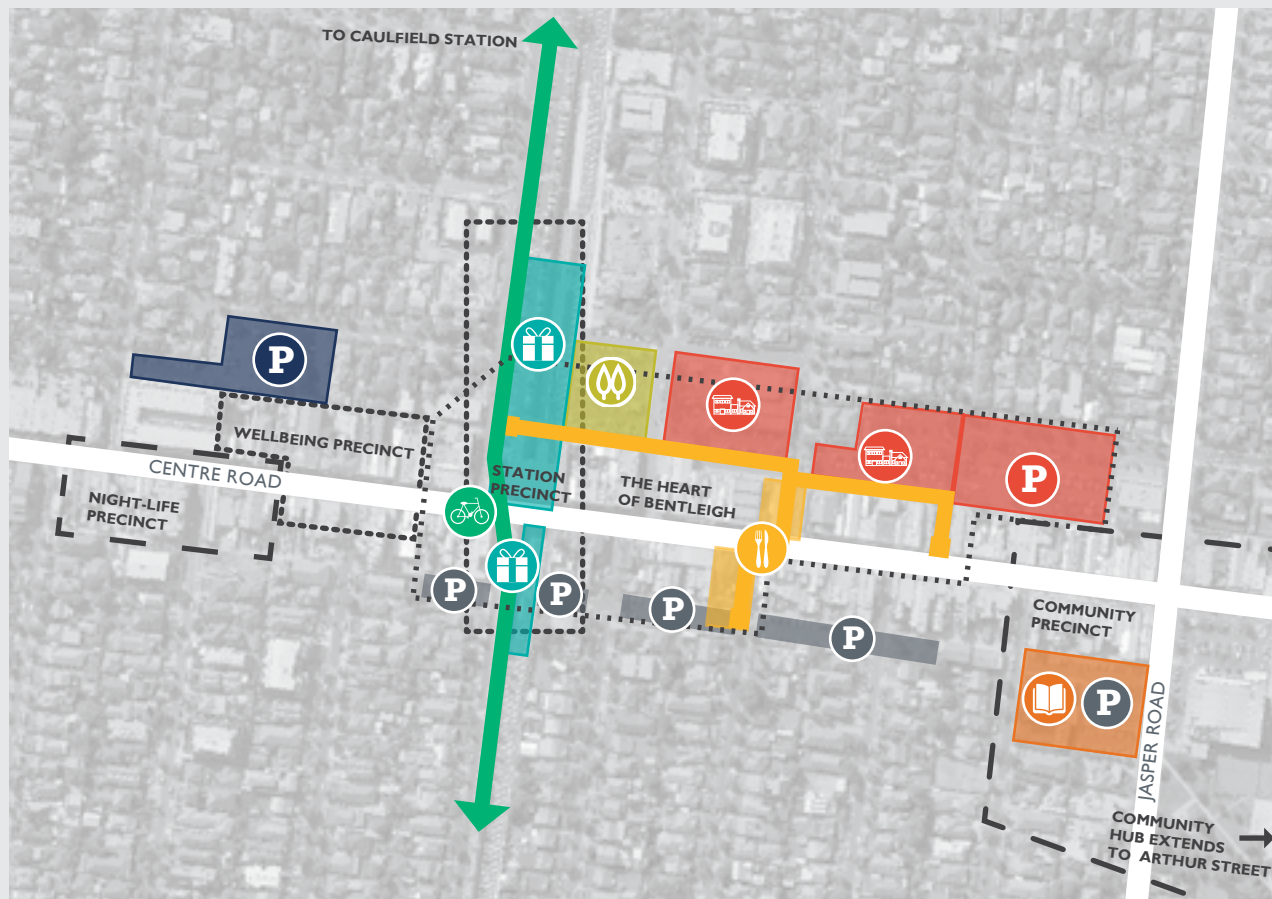 TO CAULFIELD STATION
P
WELLBEING PRECINCT
CENTRE ROAD
NIGHT-LIFE
PRECINCT
STATION
PRECINCT
THE HEART
OF BENTLEIGH
P
P
P
P
P
COMMUNITY
PRECINCT
P
JASPER ROAD
COMMUNITY
HUB EXTENDS
TO ARTHUR STREET